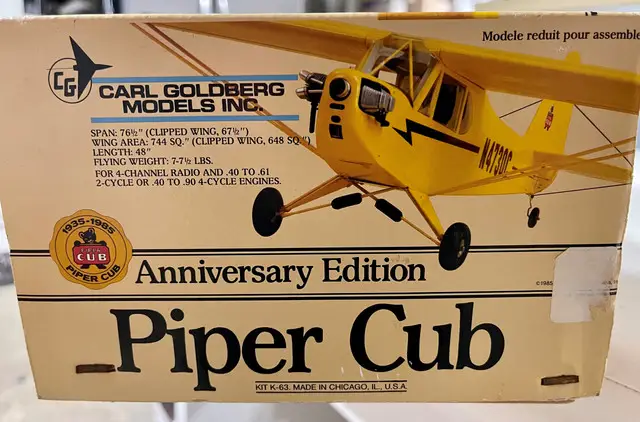 Modele reduit pour assemble
CG
CARL GOLDBERG
MODELS INC.
SPAN: 76½" (CLIPPED WING, 67½")
WING AREA: 744 SQ." (CLIPPED WING, 648 SQ.")
LENGTH: 48"
FLYING WEIGHT: 7-7½ LBS.
FOR 4-CHANNEL RADIO AND .40 TO .61
2-CYCLE OR .40 TO .90 4-CYCLE ENGINES.
1935-1985
CUB
PIPER CUB
Anniversary Edition
©1985
Piper Cub
KIT K-63. MADE IN CHICAGO, IL., U.S.A.